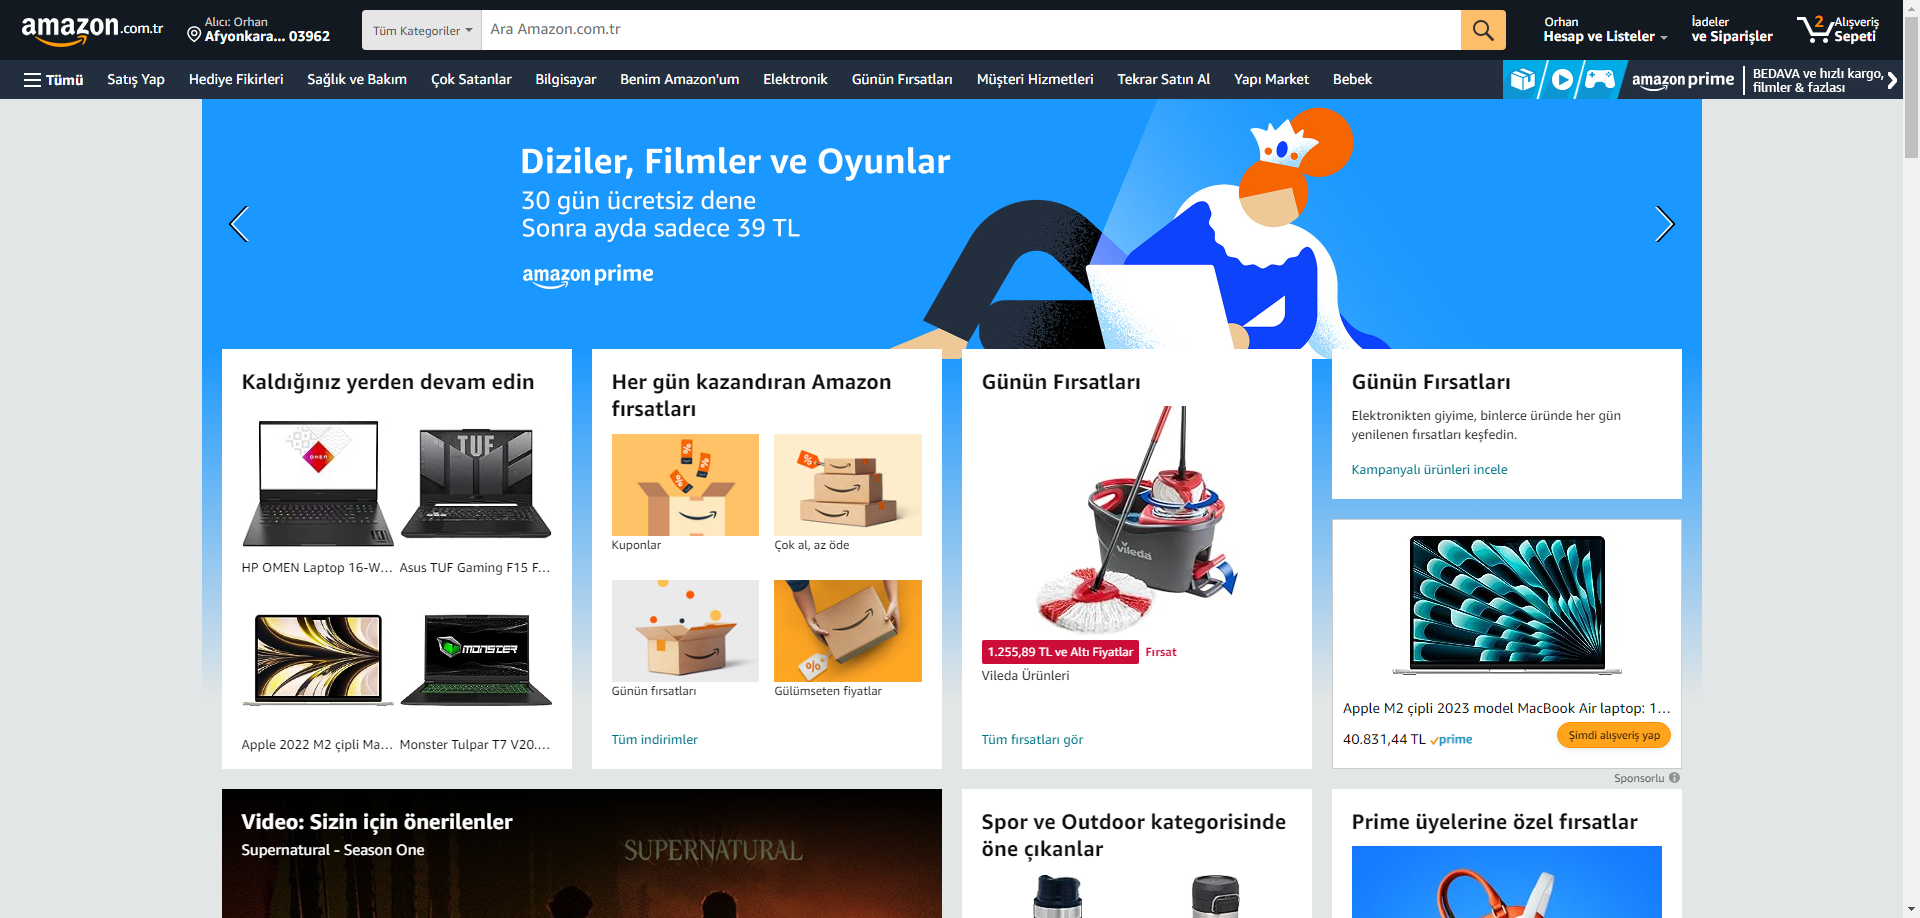 amazon.com.tr
Alıcı: Orhan
Afyonkara... 03962
Tüm Kategoriler
Ara Amazon.com.tr
Orhan
Hesap ve Listeler
İadeler
ve Siparişler
2
Alışveriş
Sepeti
Tümü
Satış Yap
Hediye Fikirleri
Sağlık ve Bakım
Çok Satanlar
Bilgisayar
Benim Amazon'um
Elektronik
Günün Fırsatları
Müşteri Hizmetleri
Tekrar Satın Al
Yapı Market
Bebek
amazon prime
BEDAVA ve hızlı kargo,
filmler & fazlası
Diziler, Filmler ve Oyunlar
30 gün ücretsiz dene
Sonra ayda sadece 39 TL
amazon prime
Kaldığınız yerden devam edin
OMEN
TUF
HP OMEN Laptop 16-W...
Asus TUF Gaming F15 F...
MONSTER
Apple 2022 M2 çipli Ma...
Monster Tulpar T7 V20....
Her gün kazandıran Amazon
fırsatları
Kuponlar
Çok al, az öde
Günün fırsatları
Gülümseten fiyatlar
Tüm indirimler
Günün Fırsatları
vileda
1.255,89 TL ve Altı Fiyatlar
Fırsat
Vileda Ürünleri
Tüm fırsatları gör
Günün Fırsatları
Elektronikten giyime, binlerce üründe her gün
yenilenen fırsatları keşfedin.
Kampanyalı ürünleri incele
Apple M2 çipli 2023 model MacBook Air laptop: 1...
40.831,44 TL prime
Şimdi alışveriş yap
Sponsorlu
Video: Sizin için önerilenler
Supernatural - Season One
SUPERNATURAL
Spor ve Outdoor kategorisinde
öne çıkanlar
Prime üyelerine özel fırsatlar